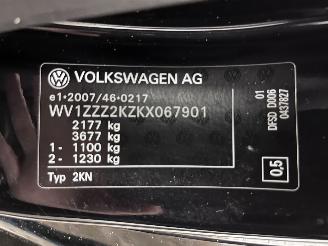 VOLKSWAGEN AG
e1*2007/46*0217
WV1ZZZ2KZKX067901
2177 kg
3677 kg
1- 1100 kg
2- 1230 kg
Typ 2KN
01
DFSD D006
0437827
0,5